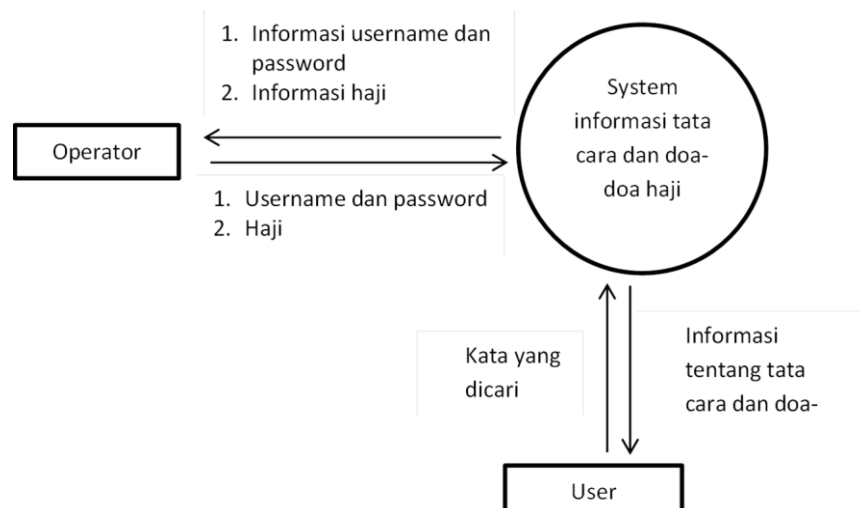 1. Informasi username dan
password
2. Informasi haji
System
informasi tata
cara dan doa-
doa haji
Operator
1. Username dan password
2. Haji
Kata yang
dicari
Informasi
tentang tata
cara dan doa-
User